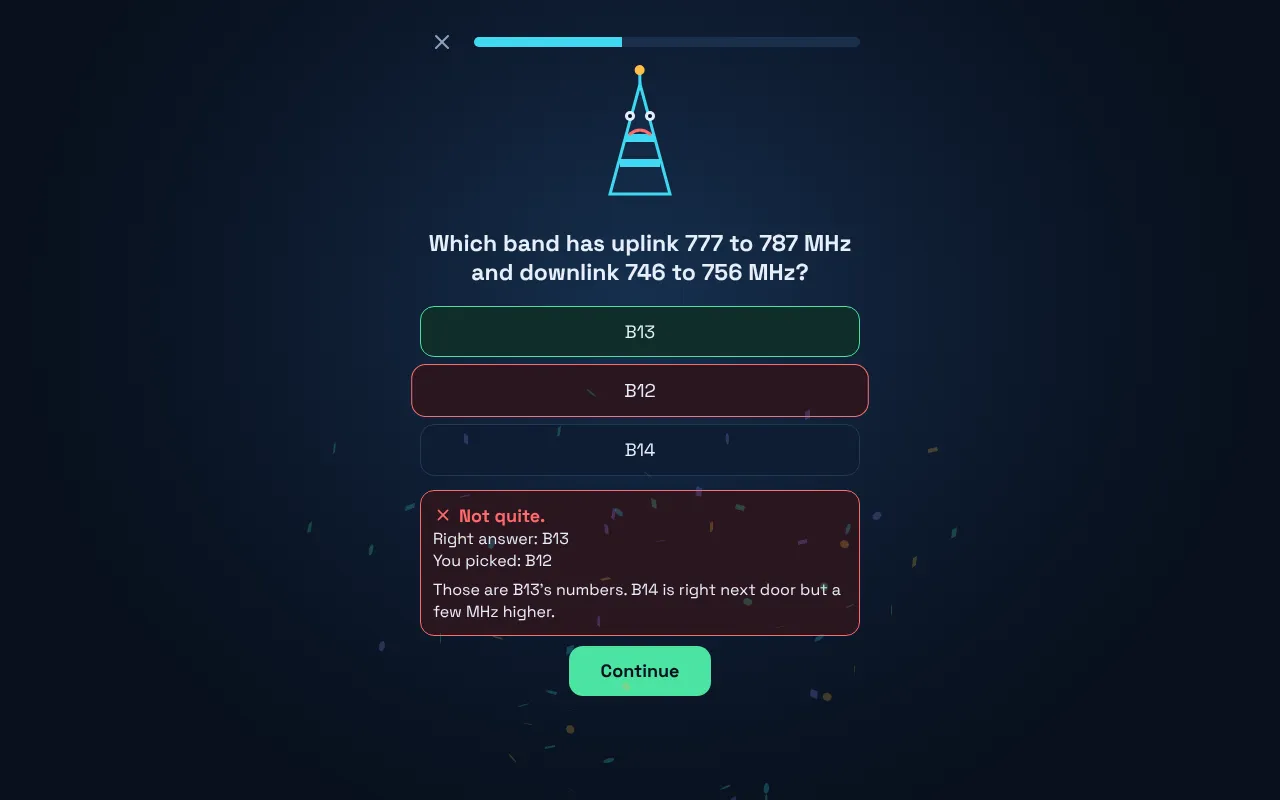 Which band has uplink 777 to 787 MHz
and downlink 746 to 756 MHz?
B13
B12
B14
Not quite.
Right answer: B13
You picked: B12
Those are B13’s numbers. B14 is right next door but a
few MHz higher.
Continue